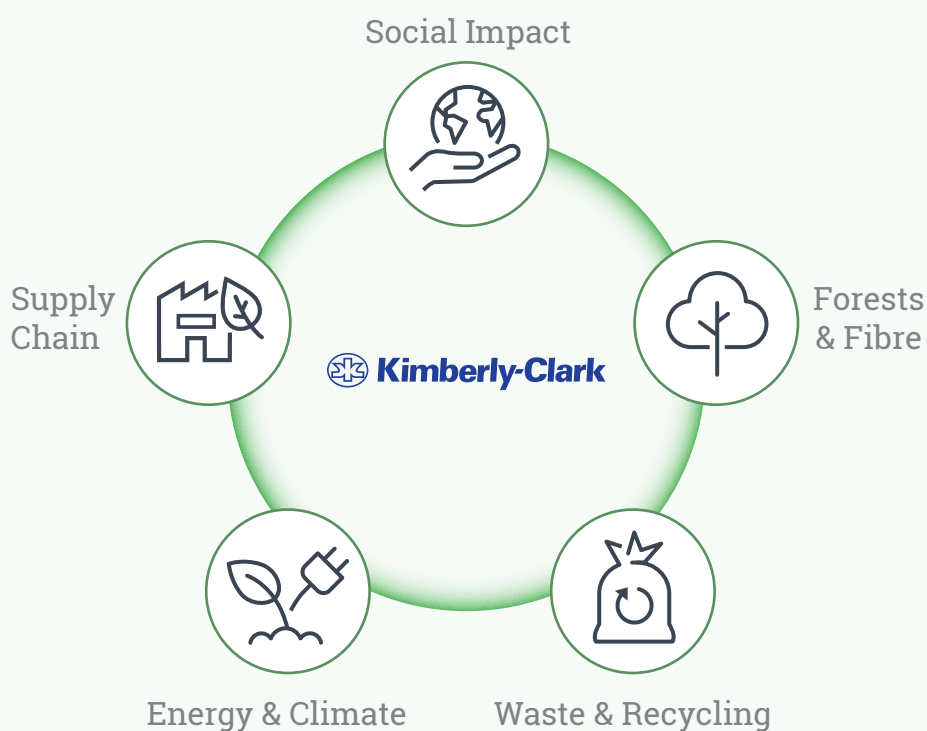 Social Impact
Supply
Chain
Forests
& Fibre
Kimberly-Clark
Energy & Climate
Waste & Recycling